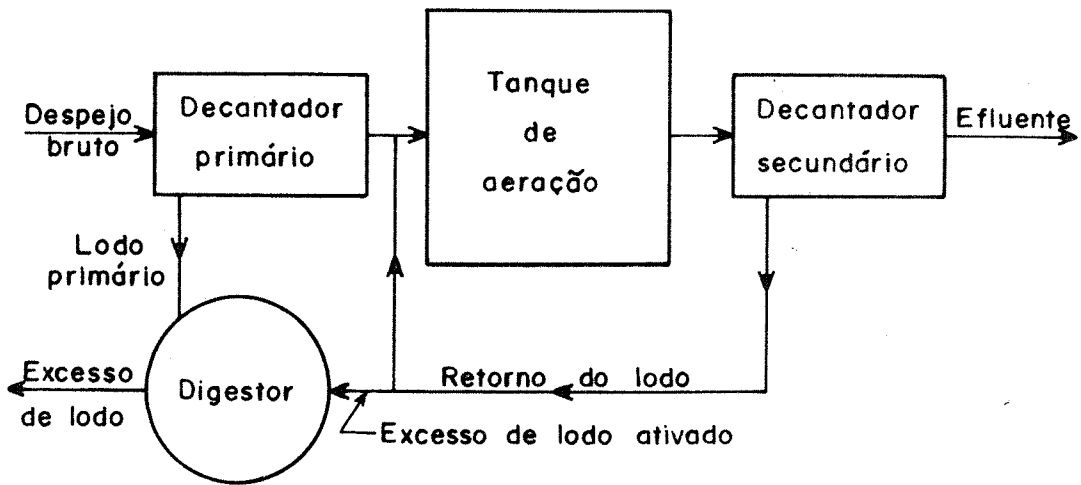 Despejo
bruto
Decantador
primário
Tanque
de
aeração
Decantador
secundário
Efluente
Lodo
primário
Excesso
de lodo
Digestor
Retorno do lodo
Excesso de lodo ativado